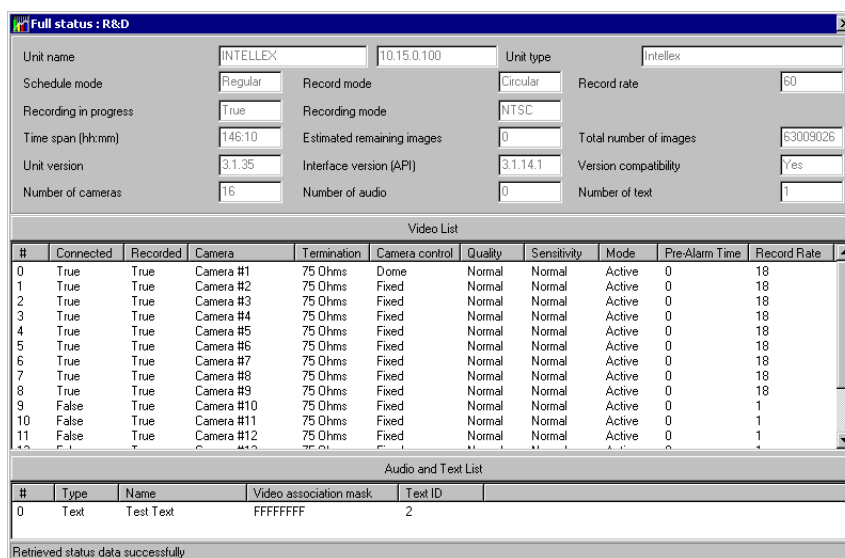 Full status : R&D
Unit name INTELLEX 10.15.0.100 Unit type Intellex
Schedule mode Regular Record mode Circular Record rate 60
Recording in progress True Recording mode NTSC
Time span (hh:mm) 146:10 Estimated remaining images 0 Total number of images 63009026
Unit version 3.1.35 Interface version (API) 3.1.14.1 Version compatibility Yes
Number of cameras 16 Number of audio 0 Number of text 1
Video List
# Connected Recorded Camera Termination Camera control Quality Sensitivity Mode Pre-Alarm Time Record Rate
0 True True Camera #1 75 Ohms Dome Normal Normal Active 0 18
1 True True Camera #2 75 Ohms Fixed Normal Normal Active 0 18
2 True True Camera #3 75 Ohms Fixed Normal Normal Active 0 18
3 True True Camera #4 75 Ohms Fixed Normal Normal Active 0 18
4 True True Camera #5 75 Ohms Fixed Normal Normal Active 0 18
5 True True Camera #6 75 Ohms Fixed Normal Normal Active 0 18
6 True True Camera #7 75 Ohms Fixed Normal Normal Active 0 18
7 True True Camera #8 75 Ohms Fixed Normal Normal Active 0 18
8 True True Camera #9 75 Ohms Fixed Normal Normal Active 0 18
9 False True Camera #10 75 Ohms Fixed Normal Normal Active 0 1
10 False True Camera #11 75 Ohms Fixed Normal Normal Active 0 1
11 False True Camera #12 75 Ohms Fixed Normal Normal Active 0 1
Audio and Text List
# Type Name Video association mask Text ID
0 Text Test Text FFFFFFFF 2
Retrieved status data successfully